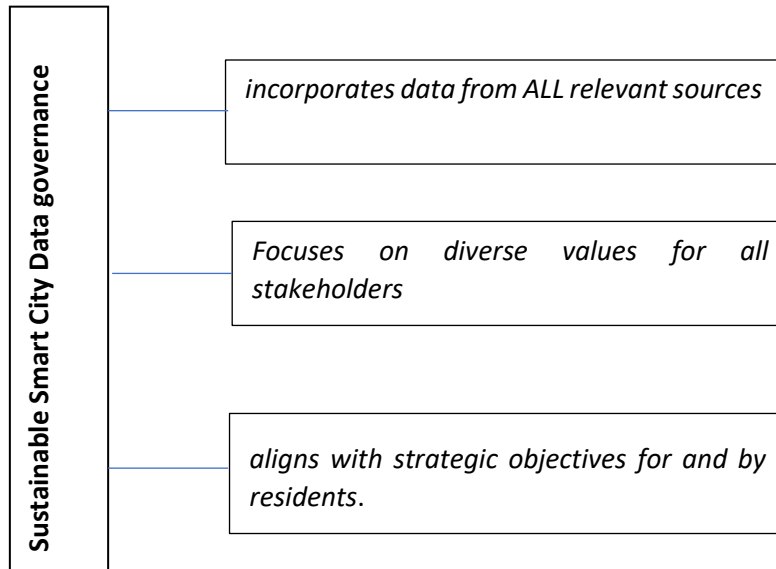 Sustainable Smart City Data governance
incorporates data from ALL relevant sources
Focuses on diverse values for all
stakeholders
aligns with strategic objectives for and by
residents.